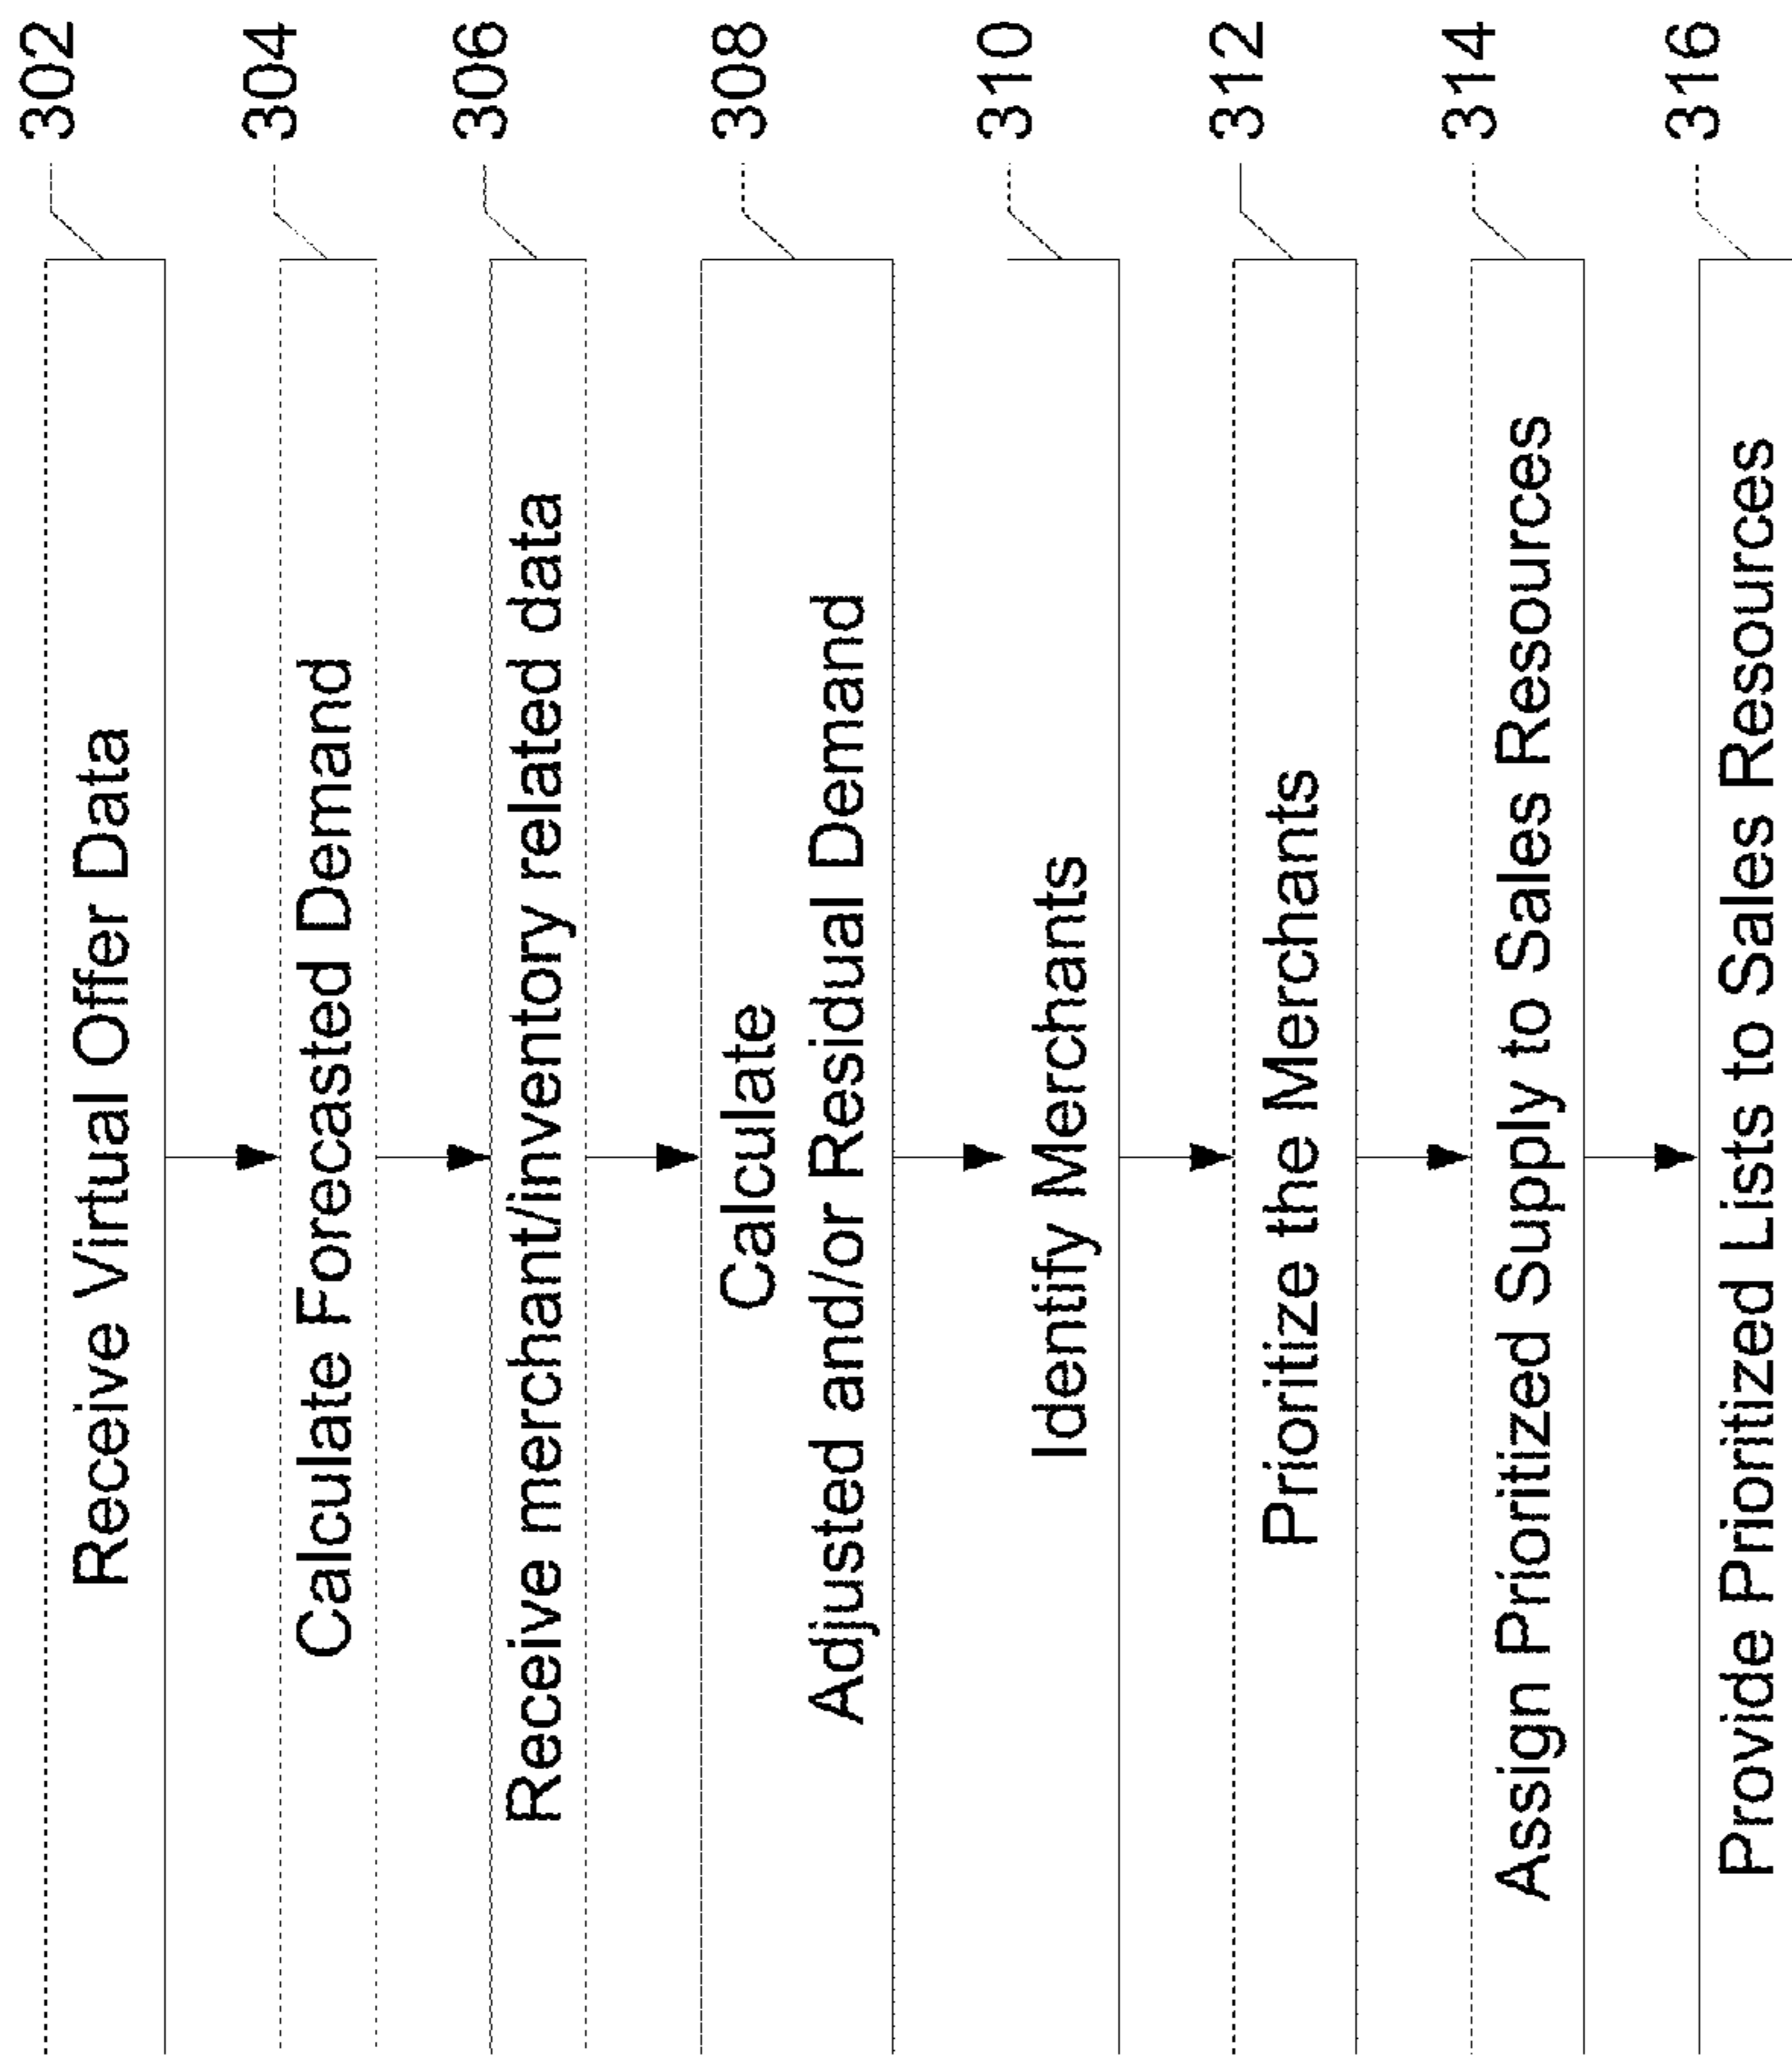 302
Receive Virtual Offer Data
304
Calculate Forecasted Demand
306
Receive merchant/inventory related data
308
Calculate
Adjusted and/or Residual Demand
310
Identify Merchants
312
Prioritize the Merchants
314
Assign Prioritized Supply to Sales Resources
316
Provide Prioritized Lists to Sales Resources